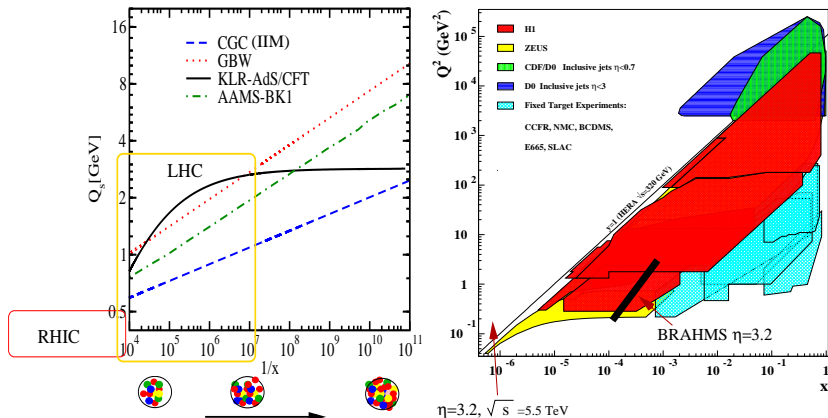 16
8
4
2
1
0.5
Q_s [GeV]
CGC (IIM)
GBW
KLR-AdS/CFT
AAMS-BK1
LHC
RHIC
10^4 10^5 10^6 10^7 10^8 10^9 10^10 10^11
1/x
Q^2 (GeV^2)
10^5
10^4
10^3
10^2
10
1
10^-1
H1
ZEUS
CDF/D0 Inclusive jets η<0.7
D0 Inclusive jets η<3
Fixed Target Experiments:
CCFR, NMC, BCDMS,
E665, SLAC
y=1 (HERA √s=320 GeV)
BRAHMS η=3.2
10^-6 10^-5 10^-4 10^-3 10^-2 10^-1 1
x
η=3.2, √s =5.5 TeV